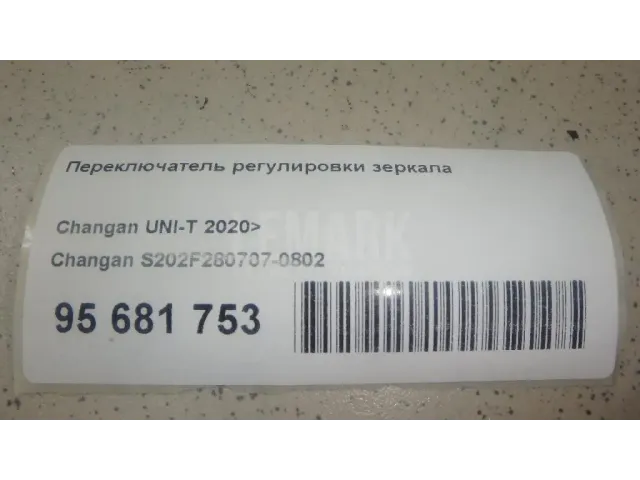 Переключатель регулировки зеркала
Changan UNI-T 2020>
Changan S202F280707-0802
95 681 753